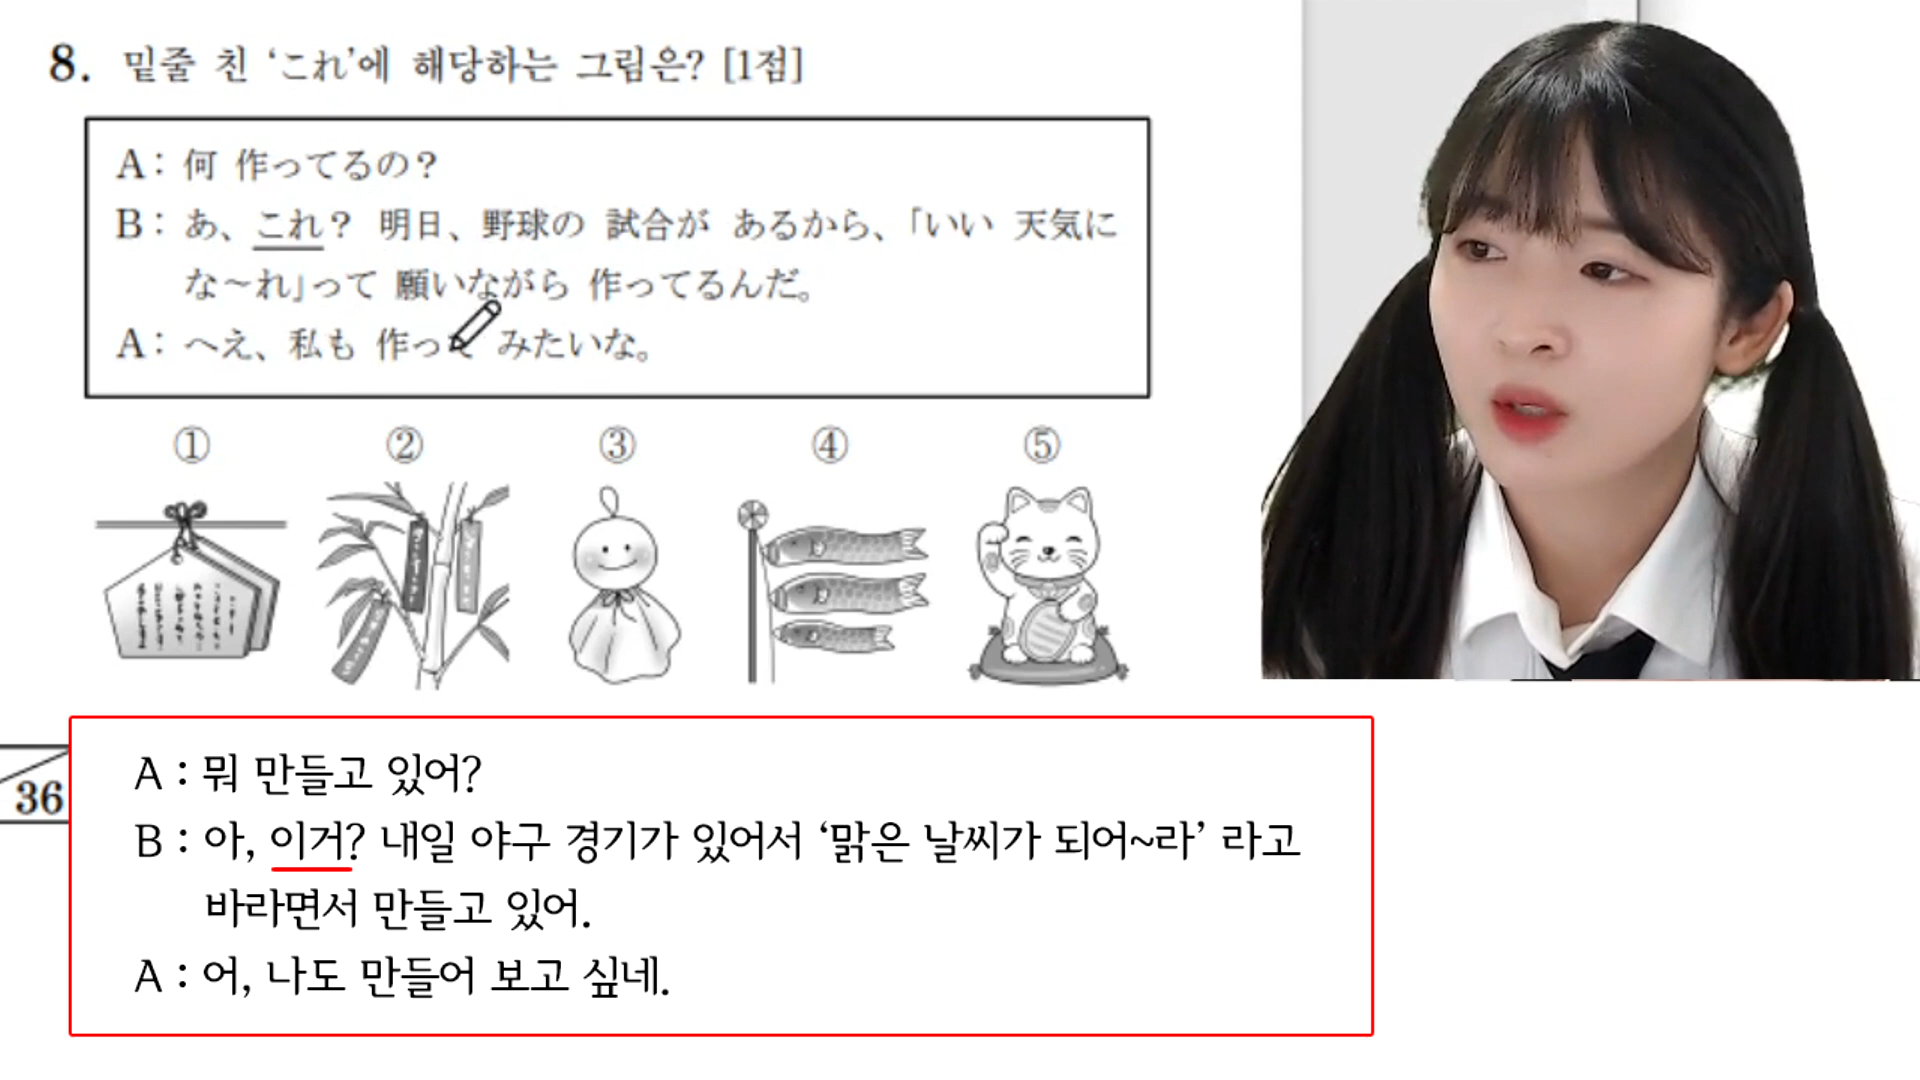 8. 밑줄 친 ‘これ’에 해당하는 그림은? [1점]
A : 何 作ってるの？
B : あ、これ？ 明日、野球の 試合が あるから、「いい 天気に
な～れ」って 願いながら 作ってるんだ。
A : へえ、私も 作って みたいな。
① ② ③ ④ ⑤
36
A : 뭐 만들고 있어?
B : 아, 이거? 내일 야구 경기가 있어서 ‘맑은 날씨가 되어~라’ 라고
바라면서 만들고 있어.
A : 어, 나도 만들어 보고 싶네.